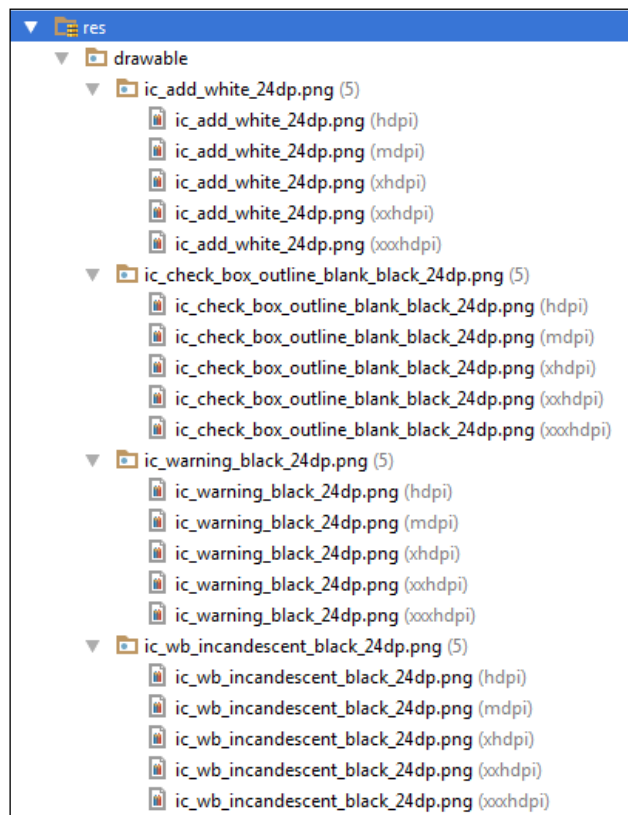 res
drawable
ic_add_white_24dp.png (5)
ic_add_white_24dp.png (hdpi)
ic_add_white_24dp.png (mdpi)
ic_add_white_24dp.png (xhdpi)
ic_add_white_24dp.png (xxhdpi)
ic_add_white_24dp.png (xxxhdpi)
ic_check_box_outline_blank_black_24dp.png (5)
ic_check_box_outline_blank_black_24dp.png (hdpi)
ic_check_box_outline_blank_black_24dp.png (mdpi)
ic_check_box_outline_blank_black_24dp.png (xhdpi)
ic_check_box_outline_blank_black_24dp.png (xxhdpi)
ic_check_box_outline_blank_black_24dp.png (xxxhdpi)
ic_warning_black_24dp.png (5)
ic_warning_black_24dp.png (hdpi)
ic_warning_black_24dp.png (mdpi)
ic_warning_black_24dp.png (xhdpi)
ic_warning_black_24dp.png (xxhdpi)
ic_warning_black_24dp.png (xxxhdpi)
ic_wb_incandescent_black_24dp.png (5)
ic_wb_incandescent_black_24dp.png (hdpi)
ic_wb_incandescent_black_24dp.png (mdpi)
ic_wb_incandescent_black_24dp.png (xhdpi)
ic_wb_incandescent_black_24dp.png (xxhdpi)
ic_wb_incandescent_black_24dp.png (xxxhdpi)